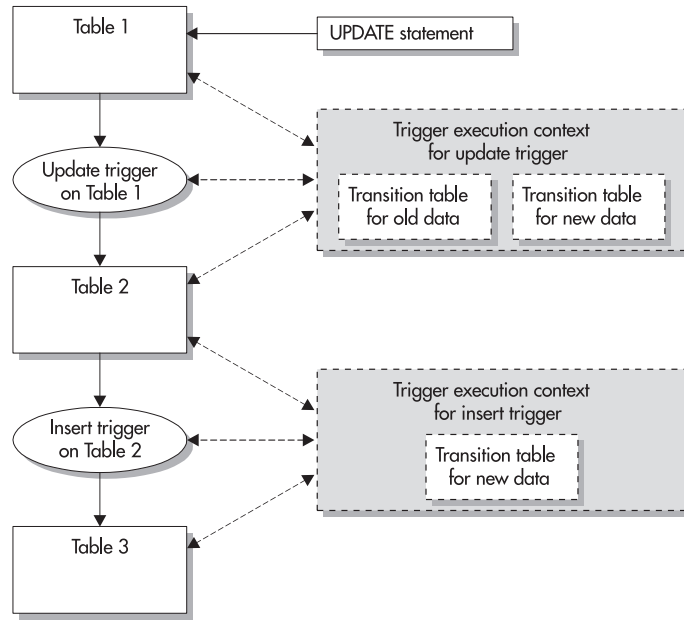 Table 1
UPDATE statement
Trigger execution context
for update trigger
Transition table
for old data
Transition table
for new data
Update trigger
on Table 1
Table 2
Trigger execution context
for insert trigger
Transition table
for new data
Insert trigger
on Table 2
Table 3